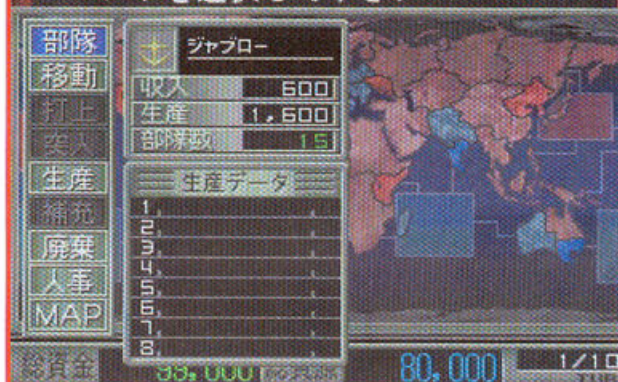 部隊
移動
打上
突入
生産
補充
廃棄
人事
MAP
ジャブロー
収入 600
生産 1,600
部隊数 15
生産データ
1.
2.
3.
4.
5.
6.
7.
8.
総資金 99,000 80,000 1/10